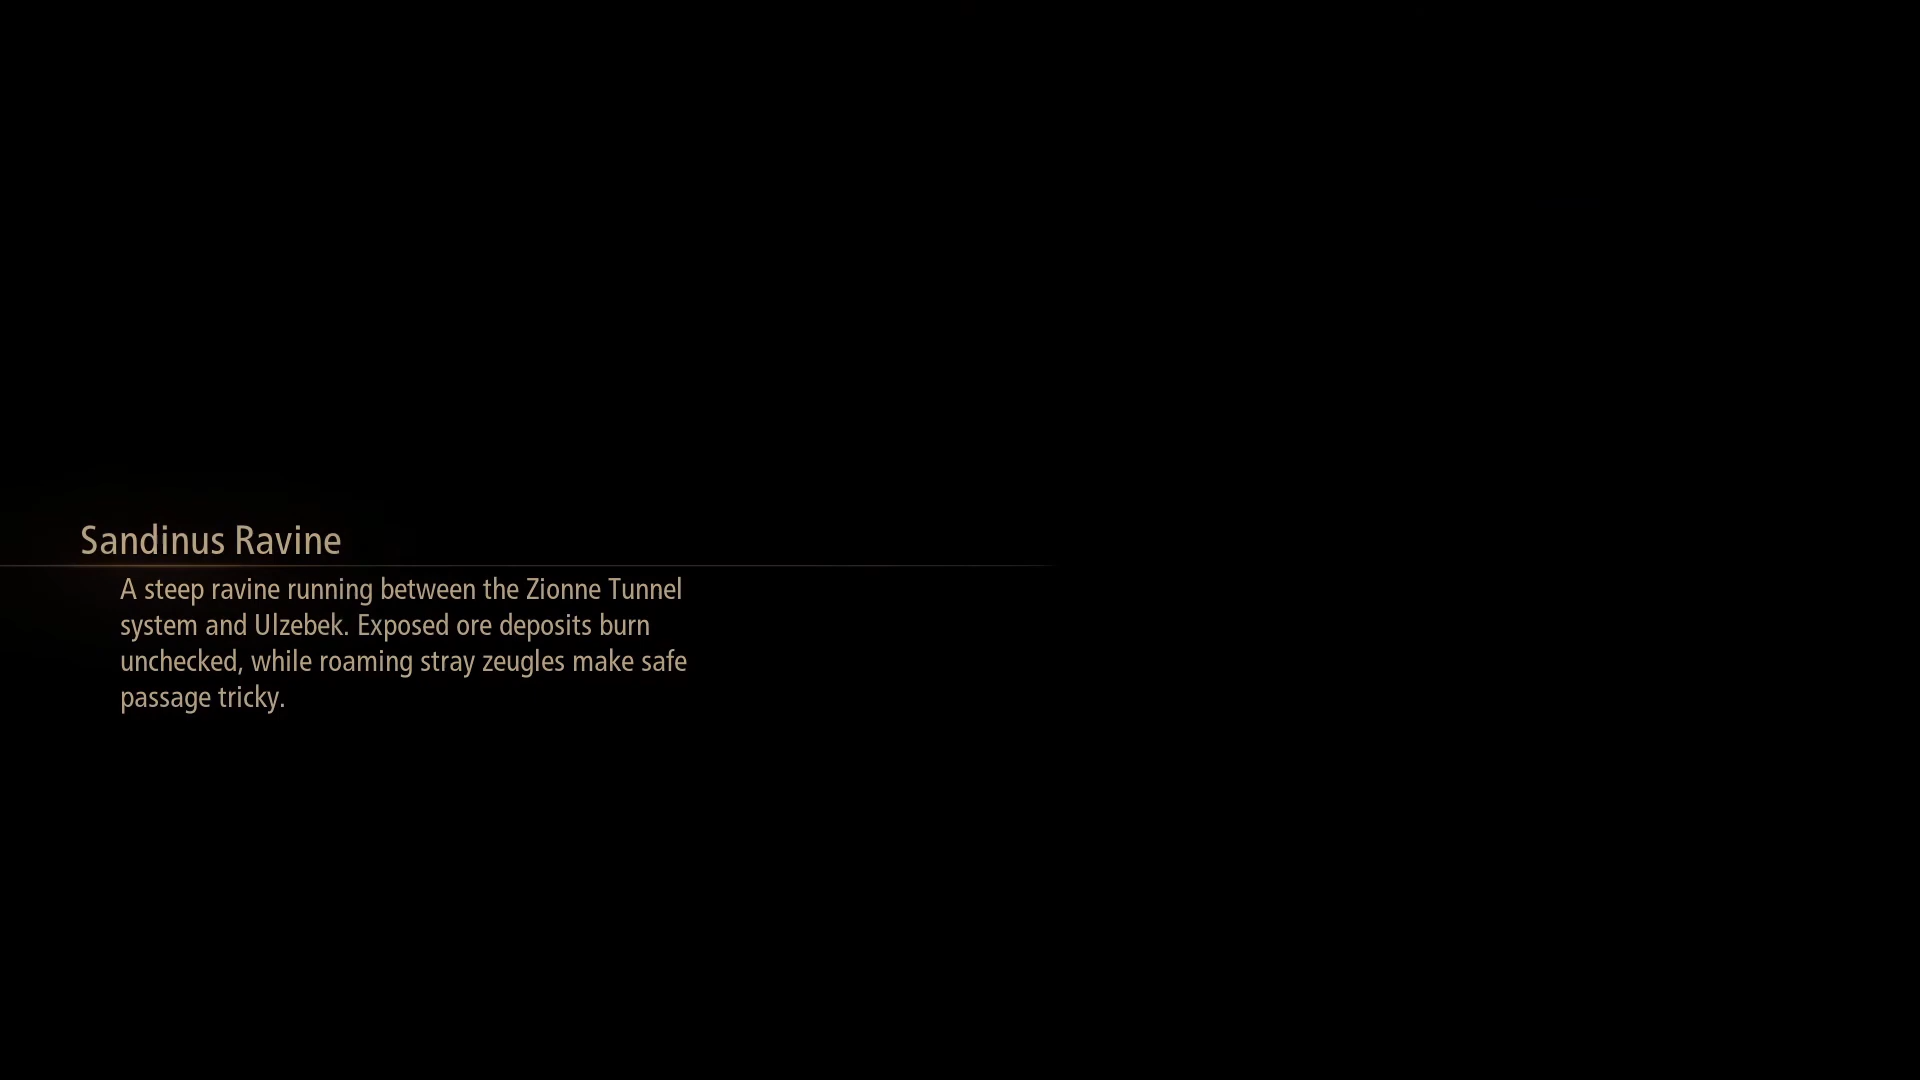 Sandinus Ravine
A steep ravine running between the Zionne Tunnel
system and Ulzebek. Exposed ore deposits burn
unchecked, while roaming stray zeugles make safe
passage tricky.